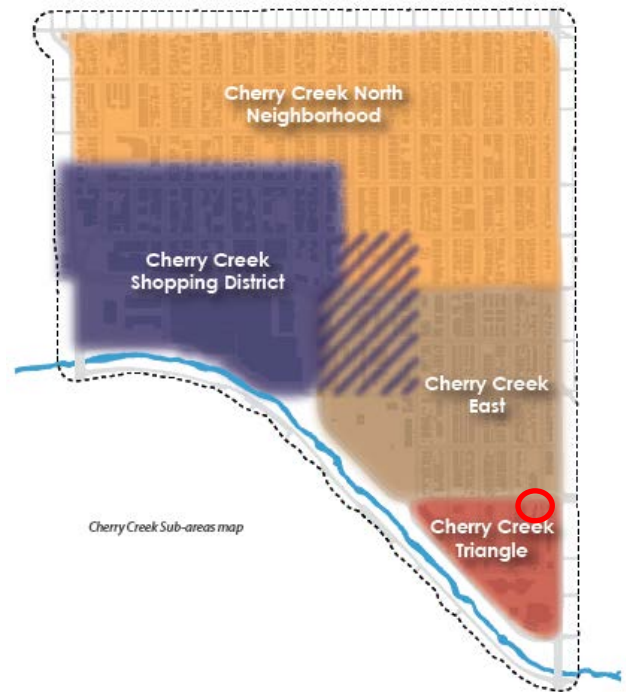 Cherry Creek North
Neighborhood
Cherry Creek
Shopping District
Cherry Creek
East
Cherry Creek
Triangle
Cherry Creek Sub-areas map